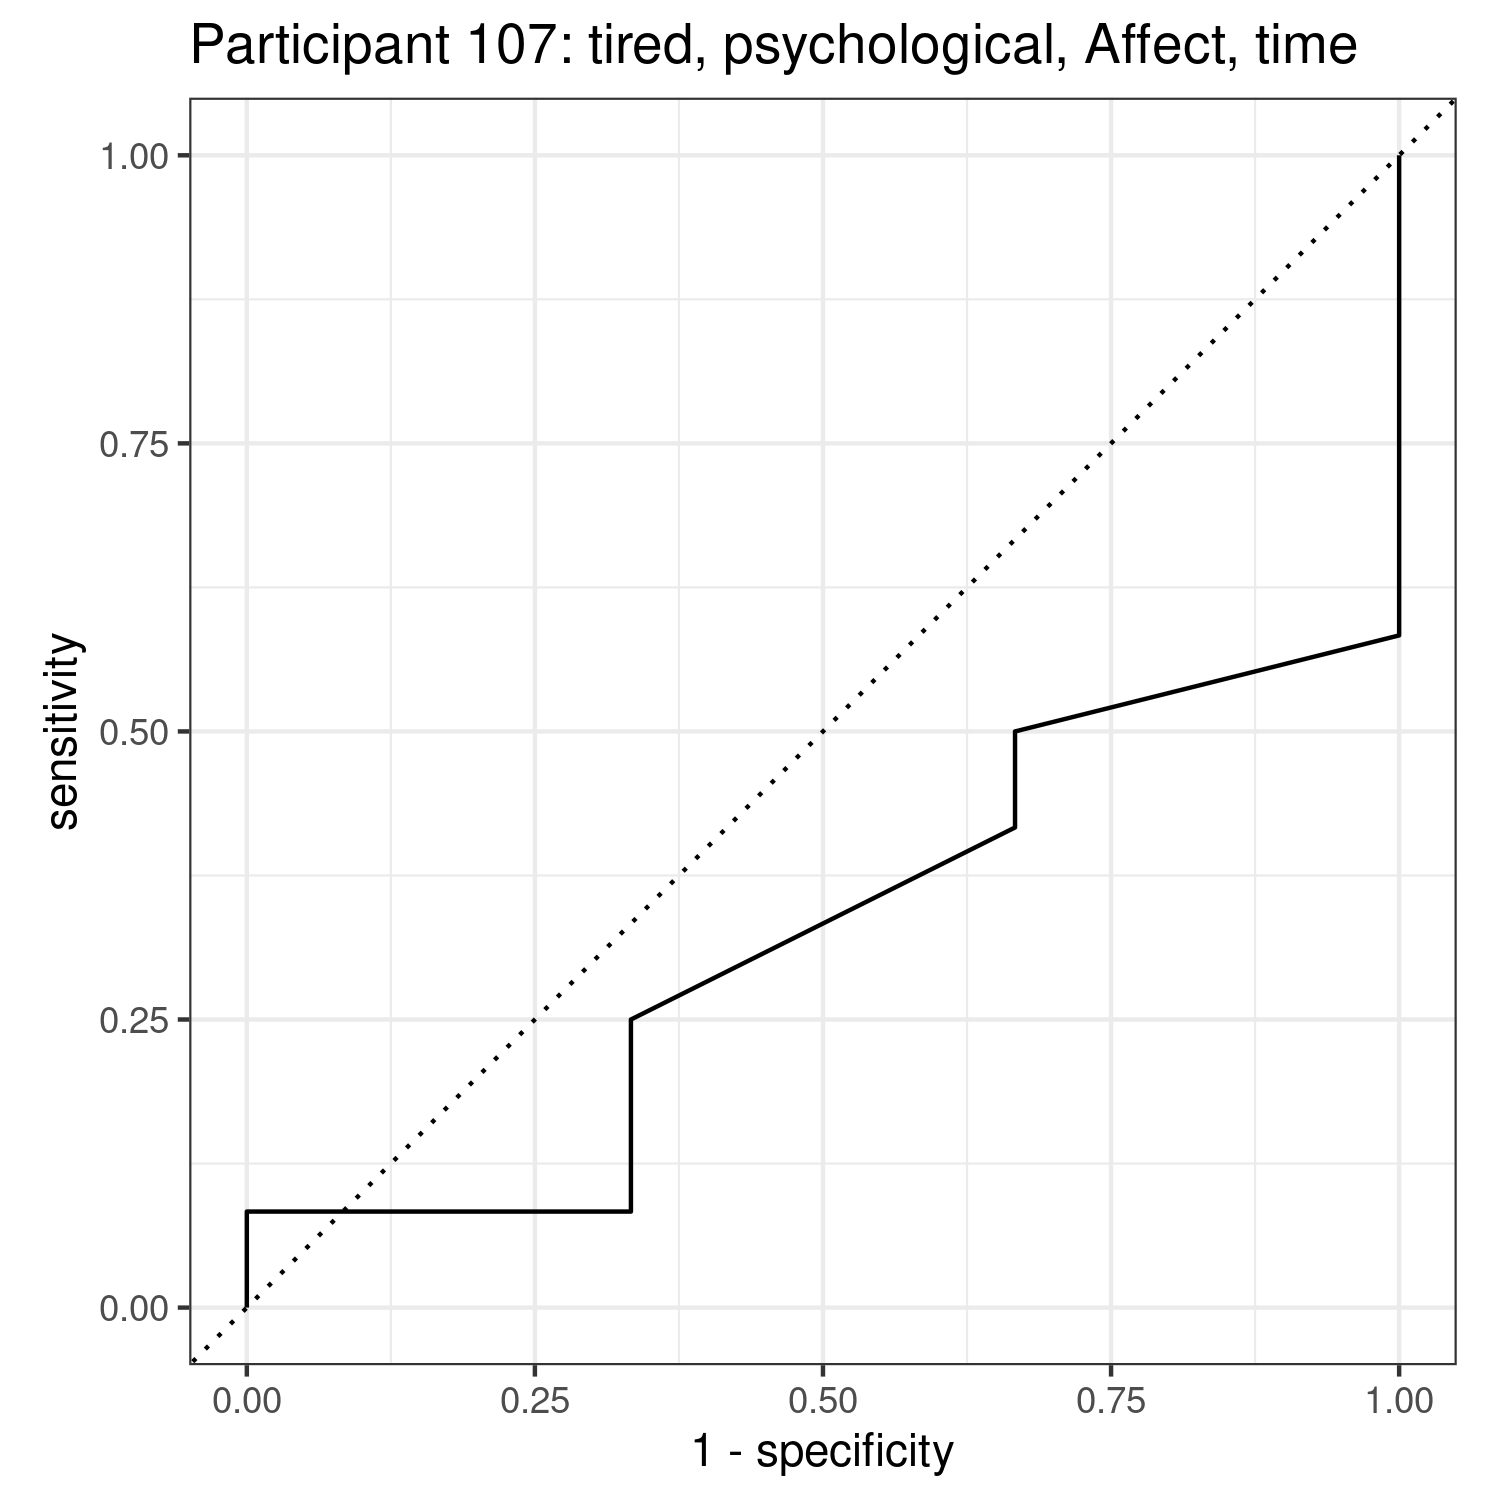 Participant 107: tired, psychological, Affect, time
1.00
0.75
0.50
0.25
0.00
sensitivity
0.00 0.25 0.50 0.75 1.00
1 - specificity